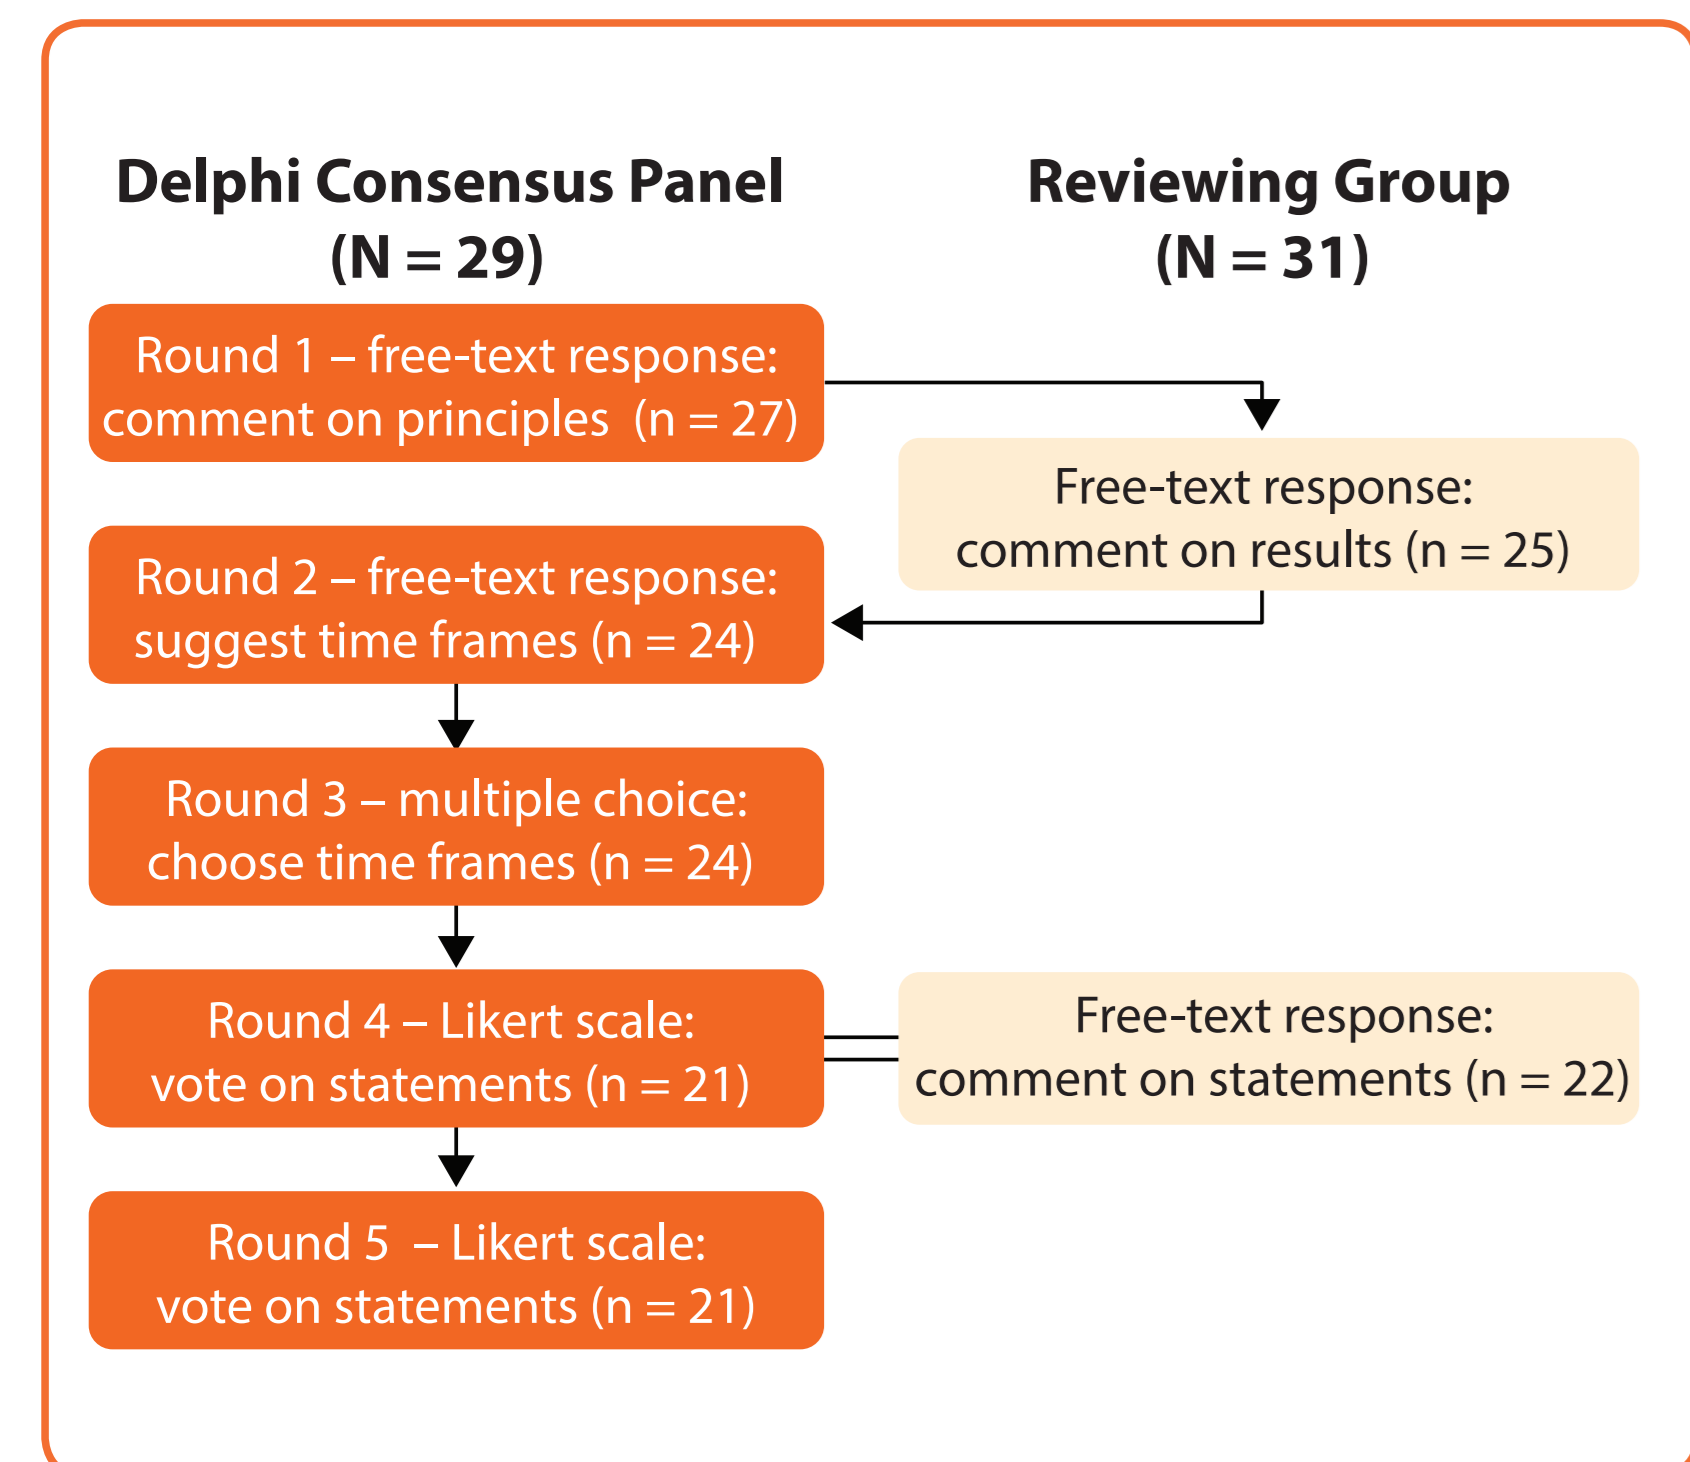 Delphi Consensus Panel
(N = 29)
Reviewing Group
(N = 31)
Round 1 – free-text response:
comment on principles (n = 27)
Free-text response:
comment on results (n = 25)
Round 2 – free-text response:
suggest time frames (n = 24)
Round 3 – multiple choice:
choose time frames (n = 24)
Round 4 – Likert scale:
vote on statements (n = 21)
Free-text response:
comment on statements (n = 22)
Round 5 – Likert scale:
vote on statements (n = 21)